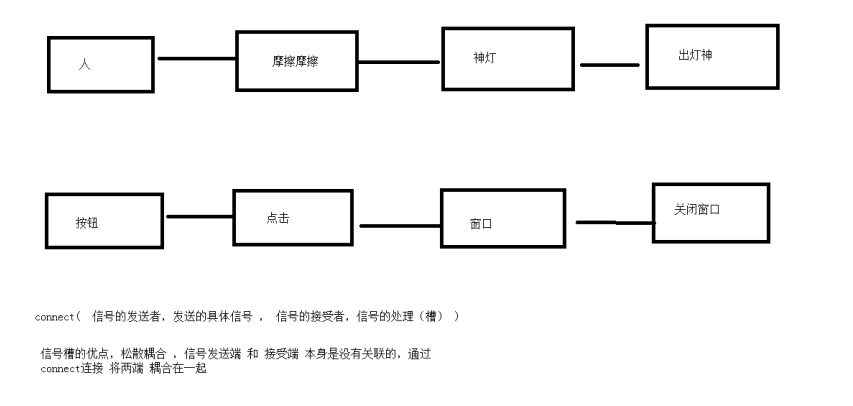 人
摩擦摩擦
神灯
出灯神
按钮
点击
窗口
关闭窗口
connect( 信号的发送者，发送的具体信号 ， 信号的接受者，信号的处理（槽） )
信号槽的优点，松散耦合 ，信号发送端 和 接受端 本身是没有关联的，通过
connect连接 将两端 耦合在一起